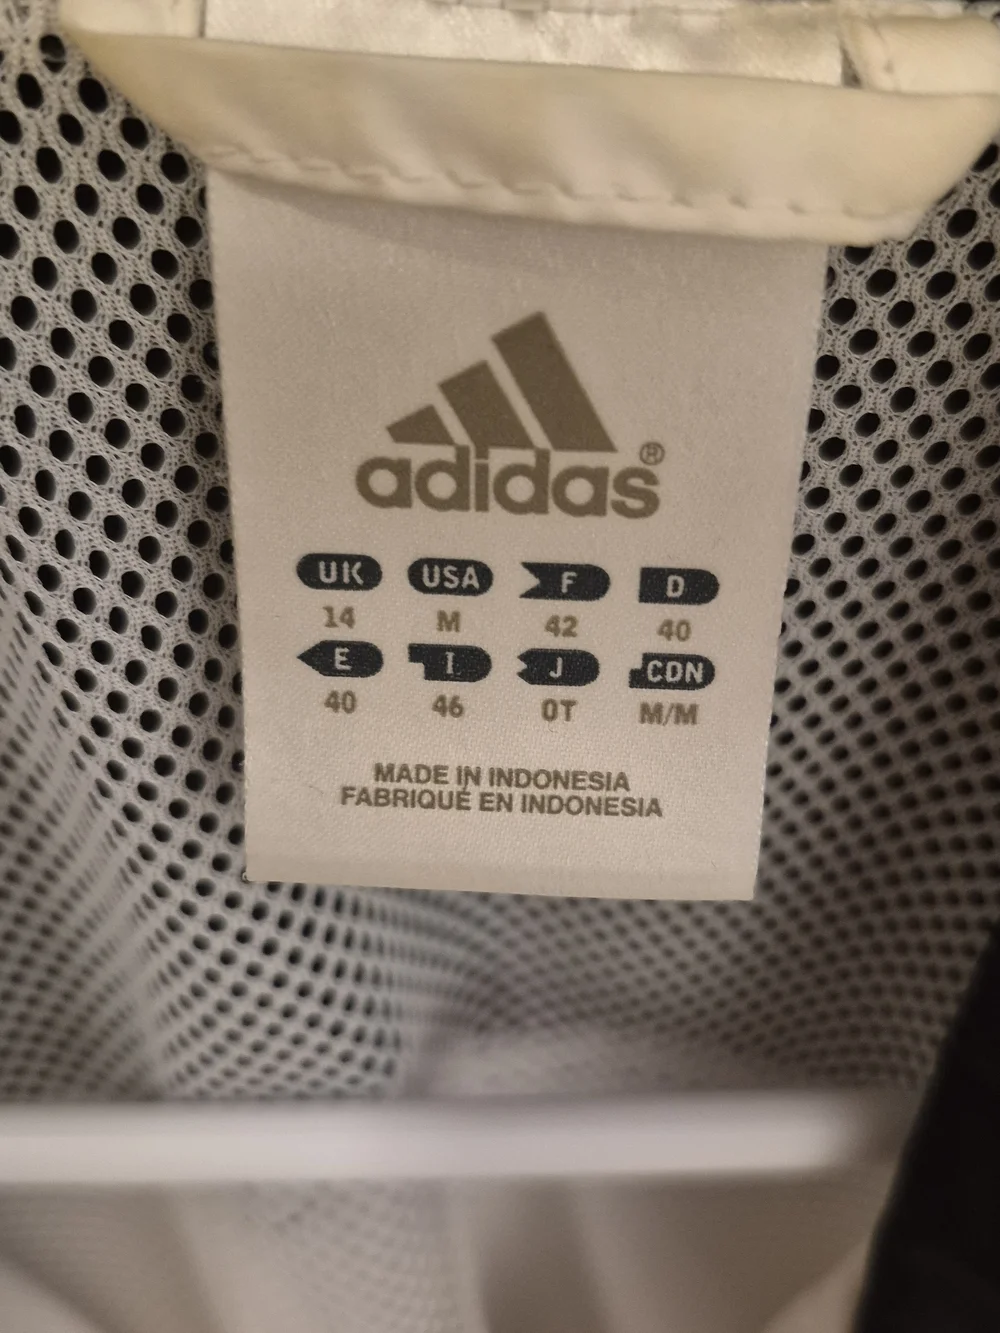 adidas®
UK USA F D
14 M 42 40
E I J CDN
40 46 OT M/M
MADE IN INDONESIA
FABRIQUÉ EN INDONESIA